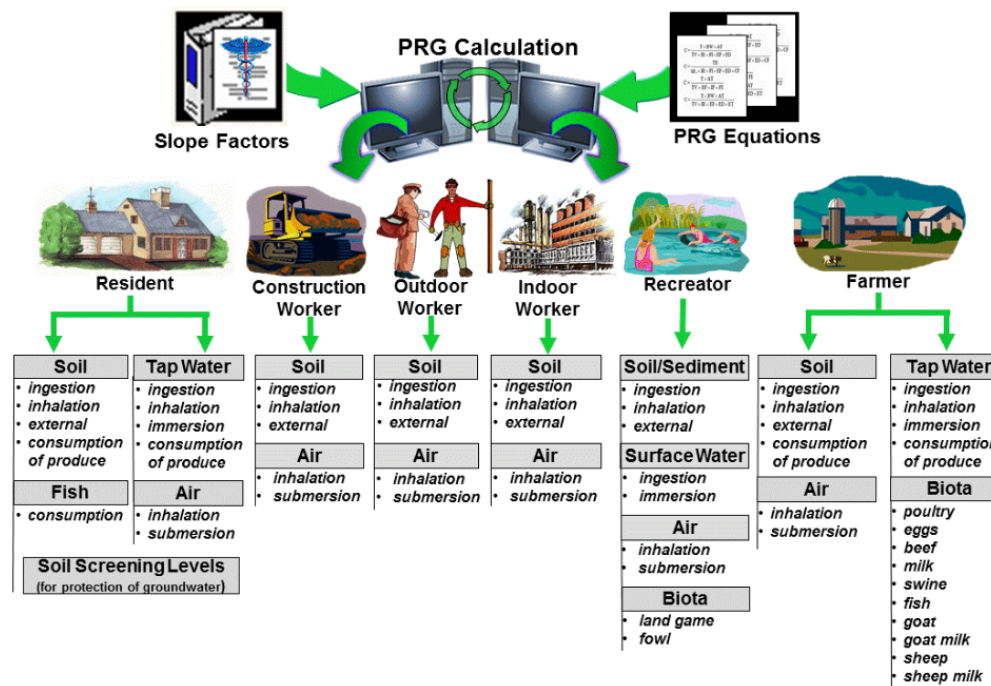 PRG Calculation
Slope Factors
PRG Equations
Resident
Construction
Worker
Outdoor
Worker
Indoor
Worker
Recreator
Farmer
Soil
• ingestion
• inhalation
• external
• consumption
of produce
Fish
• consumption
Tap Water
• ingestion
• inhalation
• immersion
• consumption
of produce
Air
• inhalation
• submersion
Soil Screening Levels
(for protection of groundwater)
Soil
• ingestion
• inhalation
• external
Air
• inhalation
• submersion
Soil
• ingestion
• inhalation
• external
Air
• inhalation
• submersion
Soil
• ingestion
• inhalation
• external
Air
• inhalation
• submersion
Soil/Sediment
• ingestion
• inhalation
• external
Surface Water
• ingestion
• immersion
Air
• inhalation
• submersion
Biota
• land game
• fowl
Soil
• ingestion
• inhalation
• external
• consumption
of produce
Air
• inhalation
• submersion
Tap Water
• ingestion
• inhalation
• immersion
• consumption
of produce
Biota
• poultry
• eggs
• beef
• milk
• swine
• fish
• goat
• goat milk
• sheep
• sheep milk